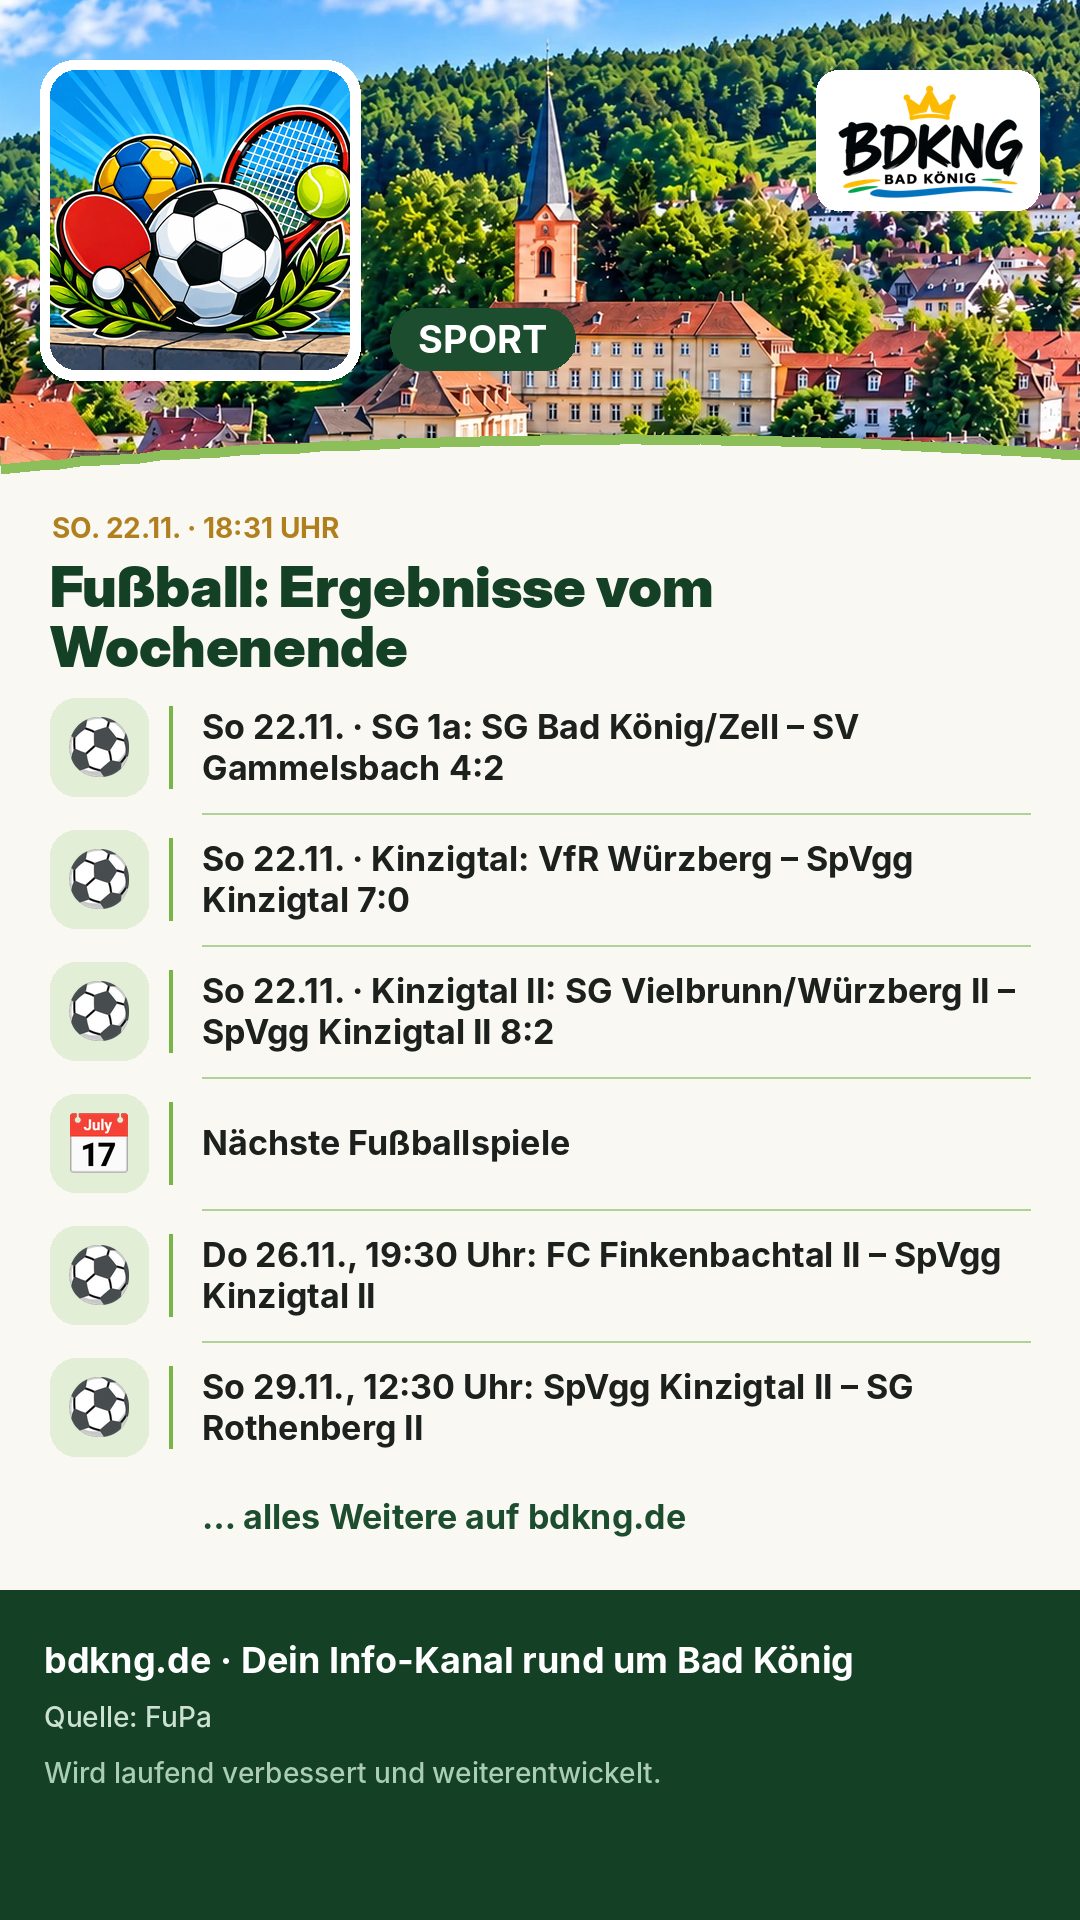 BDKNG
BAD KÖNIG
SPORT
SO. 22.11. · 18:31 UHR
Fußball: Ergebnisse vom
Wochenende
So 22.11. · SG 1a: SG Bad König/Zell – SV
Gammelsbach 4:2
So 22.11. · Kinzigtal: VfR Würzberg – SpVgg
Kinzigtal 7:0
So 22.11. · Kinzigtal II: SG Vielbrunn/Würzberg II –
SpVgg Kinzigtal II 8:2
July
17
Nächste Fußballspiele
Do 26.11., 19:30 Uhr: FC Finkenbachtal II – SpVgg
Kinzigtal II
So 29.11., 12:30 Uhr: SpVgg Kinzigtal II – SG
Rothenberg II
… alles Weitere auf bdkng.de
bdkng.de · Dein Info-Kanal rund um Bad König
Quelle: FuPa
Wird laufend verbessert und weiterentwickelt.